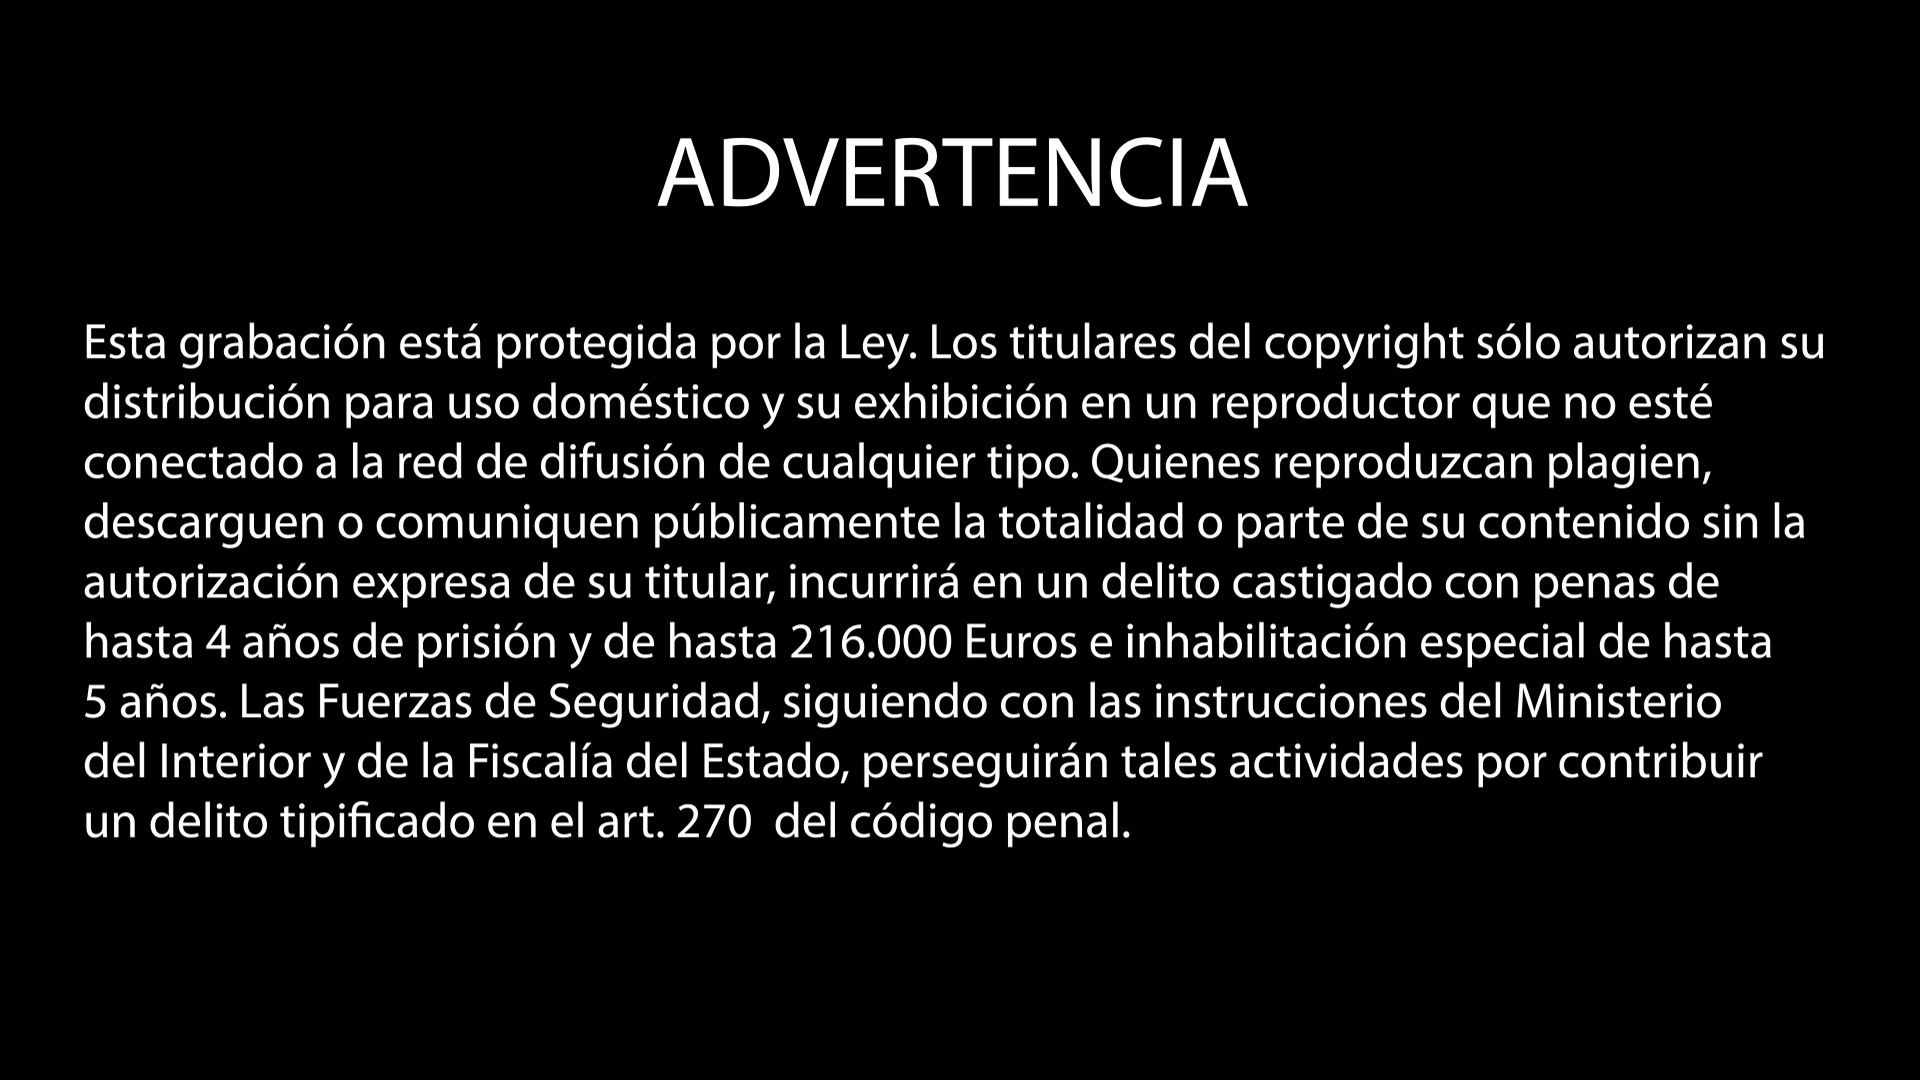 ADVERTENCIA
Esta grabación está protegida por la Ley. Los titulares del copyright sólo autorizan su
distribución para uso doméstico y su exhibición en un reproductor que no esté
conectado a la red de difusión de cualquier tipo. Quienes reproduzcan plagien,
descarguen o comuniquen públicamente la totalidad o parte de su contenido sin la
autorización expresa de su titular, incurrirá en un delito castigado con penas de
hasta 4 años de prisión y de hasta 216.000 Euros e inhabilitación especial de hasta
5 años. Las Fuerzas de Seguridad, siguiendo con las instrucciones del Ministerio
del Interior y de la Fiscalía del Estado, perseguirán tales actividades por contribuir
un delito tipificado en el art. 270  del código penal.